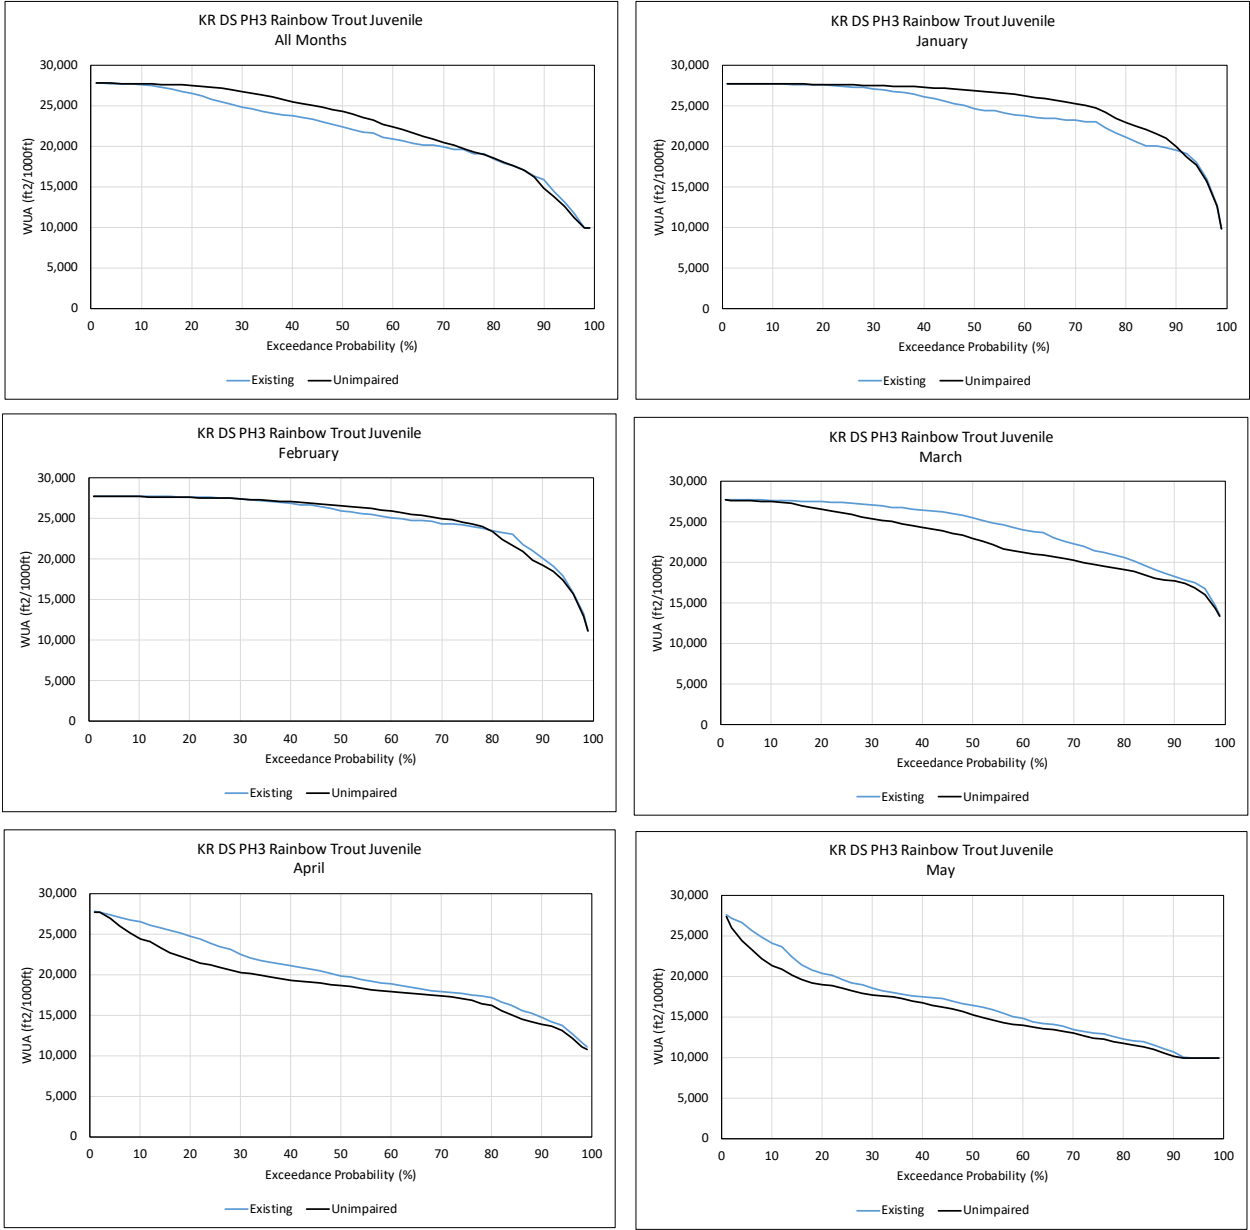 KR DS PH3 Rainbow Trout Juvenile
All Months
WUA (ft2/1000ft)
30,000
25,000
20,000
15,000
10,000
5,000
0
0 10 20 30 40 50 60 70 80 90 100
Exceedance Probability (%)
Existing Unimpaired
KR DS PH3 Rainbow Trout Juvenile
January
WUA (ft2/1000ft)
30,000
25,000
20,000
15,000
10,000
5,000
0
0 10 20 30 40 50 60 70 80 90 100
Exceedance Probability (%)
Existing Unimpaired
KR DS PH3 Rainbow Trout Juvenile
February
WUA (ft2/1000ft)
30,000
25,000
20,000
15,000
10,000
5,000
0
0 10 20 30 40 50 60 70 80 90 100
Exceedance Probability (%)
Existing Unimpaired
KR DS PH3 Rainbow Trout Juvenile
March
WUA (ft2/1000ft)
30,000
25,000
20,000
15,000
10,000
5,000
0
0 10 20 30 40 50 60 70 80 90 100
Exceedance Probability (%)
Existing Unimpaired
KR DS PH3 Rainbow Trout Juvenile
April
WUA (ft2/1000ft)
30,000
25,000
20,000
15,000
10,000
5,000
0
0 10 20 30 40 50 60 70 80 90 100
Exceedance Probability (%)
Existing Unimpaired
KR DS PH3 Rainbow Trout Juvenile
May
WUA (ft2/1000ft)
30,000
25,000
20,000
15,000
10,000
5,000
0
0 10 20 30 40 50 60 70 80 90 100
Exceedance Probability (%)
Existing Unimpaired